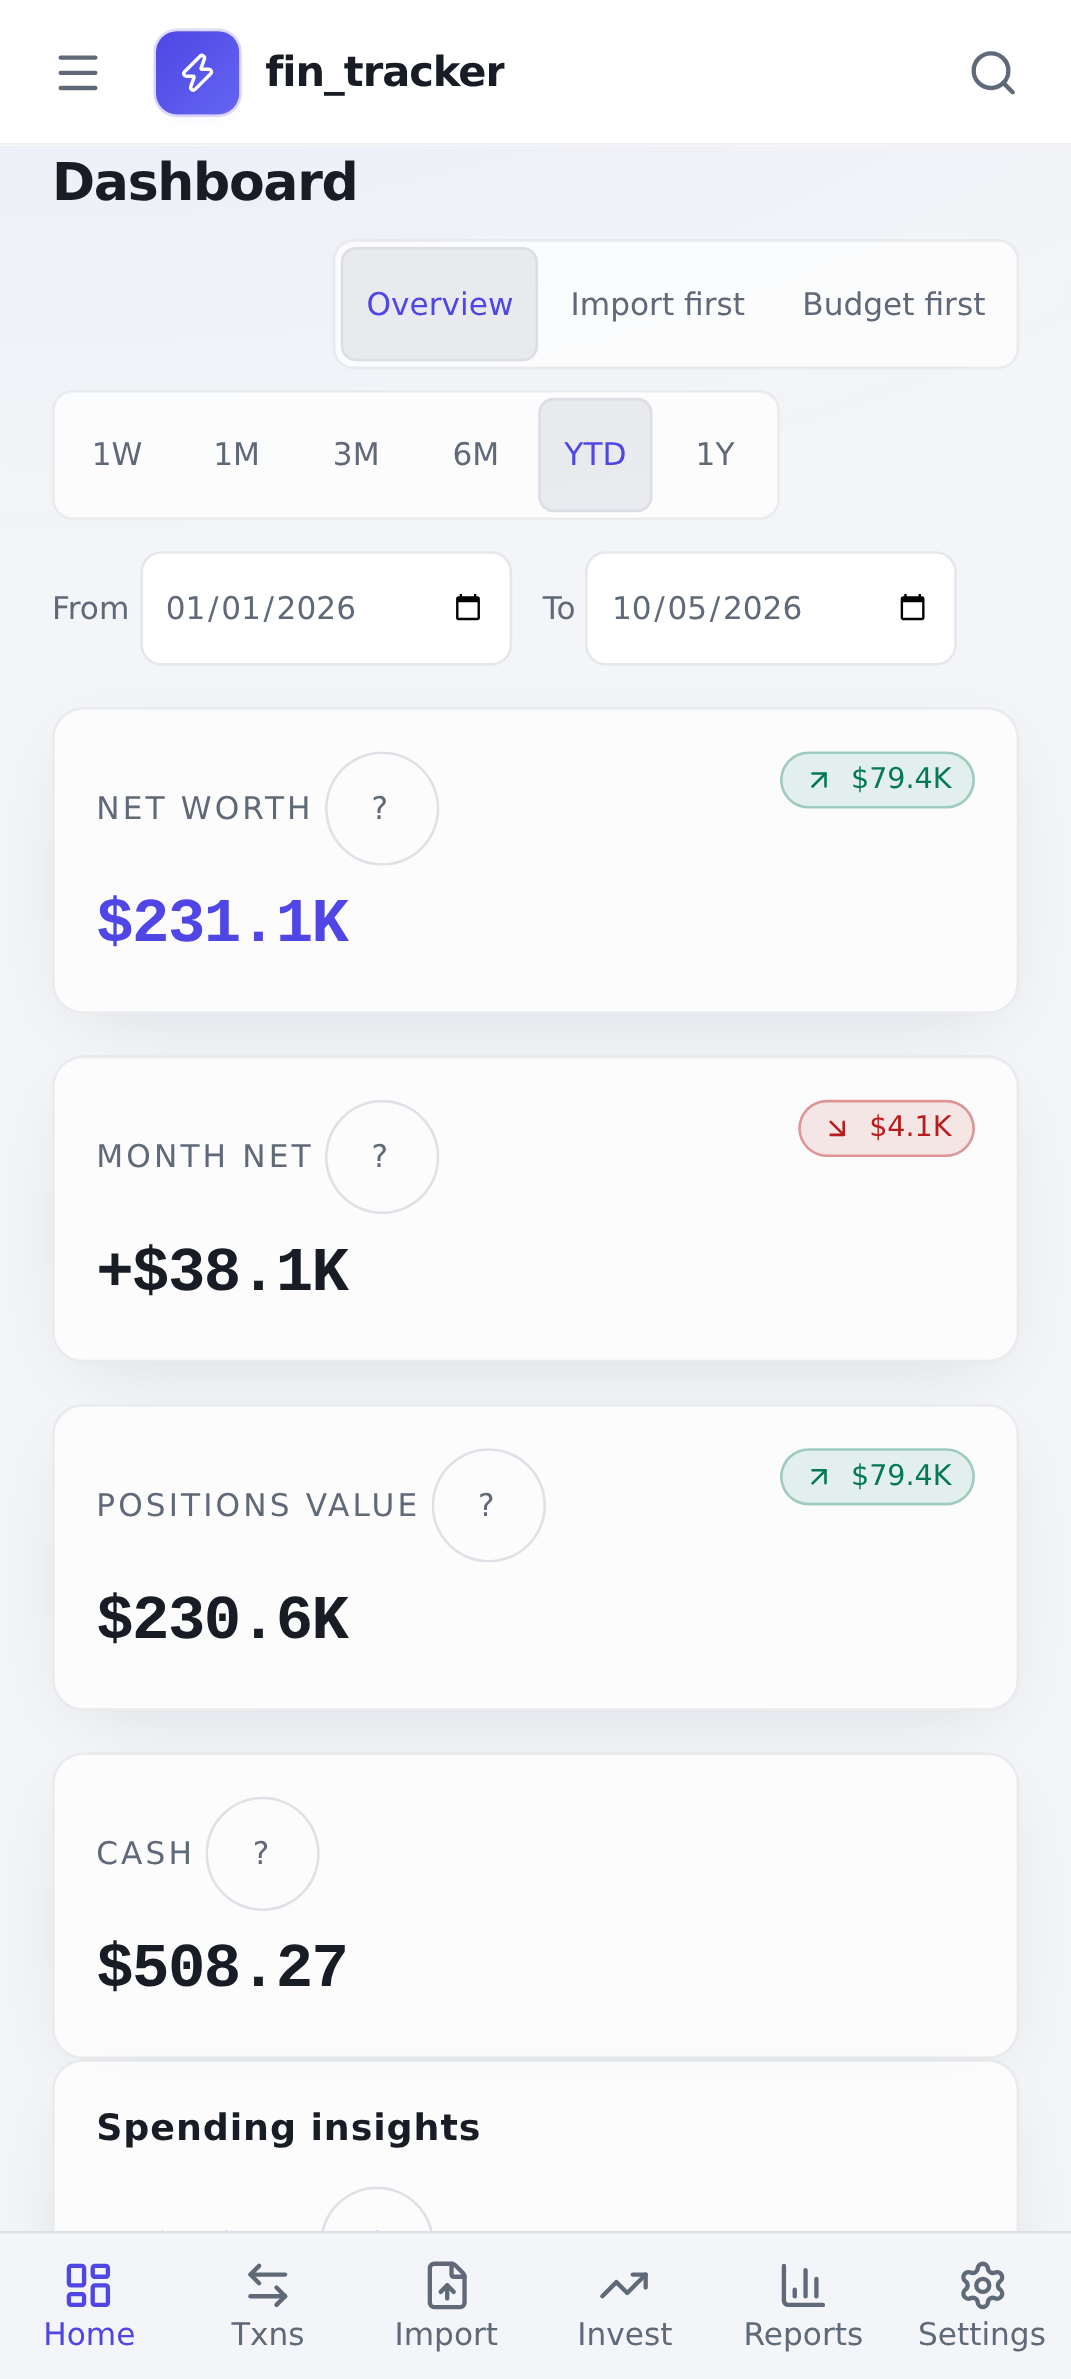 fin_tracker
Dashboard
Overview Import first Budget first
1W 1M 3M 6M YTD 1Y
From 01/01/2026 To 10/05/2026
NET WORTH ? $79.4K
$231.1K
MONTH NET ? $4.1K
+$38.1K
POSITIONS VALUE ? $79.4K
$230.6K
CASH ?
$508.27
Spending insights
Home Txns Import Invest Reports Settings